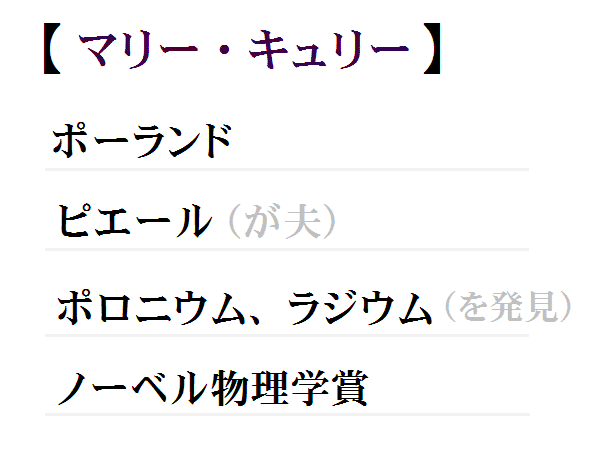 【 マリー・キュリー 】
ポーランド
ピエール (が夫)
ポロニウム、ラジウム (を発見)
ノーベル物理学賞